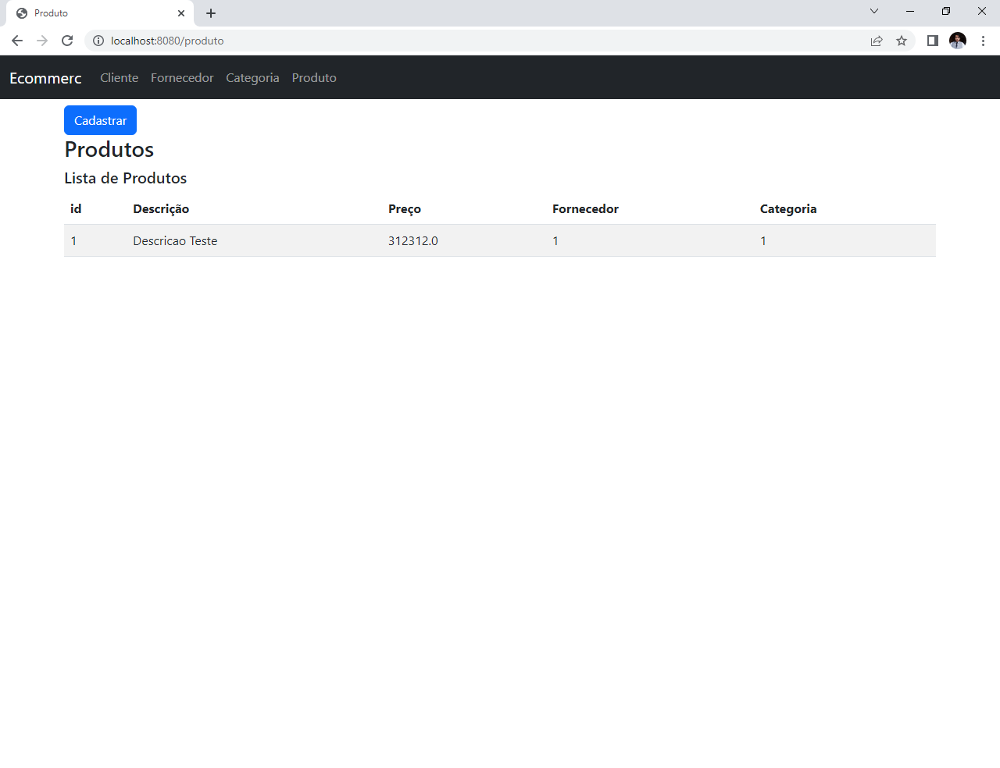 Produto
localhost:8080/produto
Ecommerc Cliente Fornecedor Categoria Produto
Cadastrar
Produtos
Lista de Produtos
id Descrição Preço Fornecedor Categoria
1 Descricao Teste 312312.0 1 1